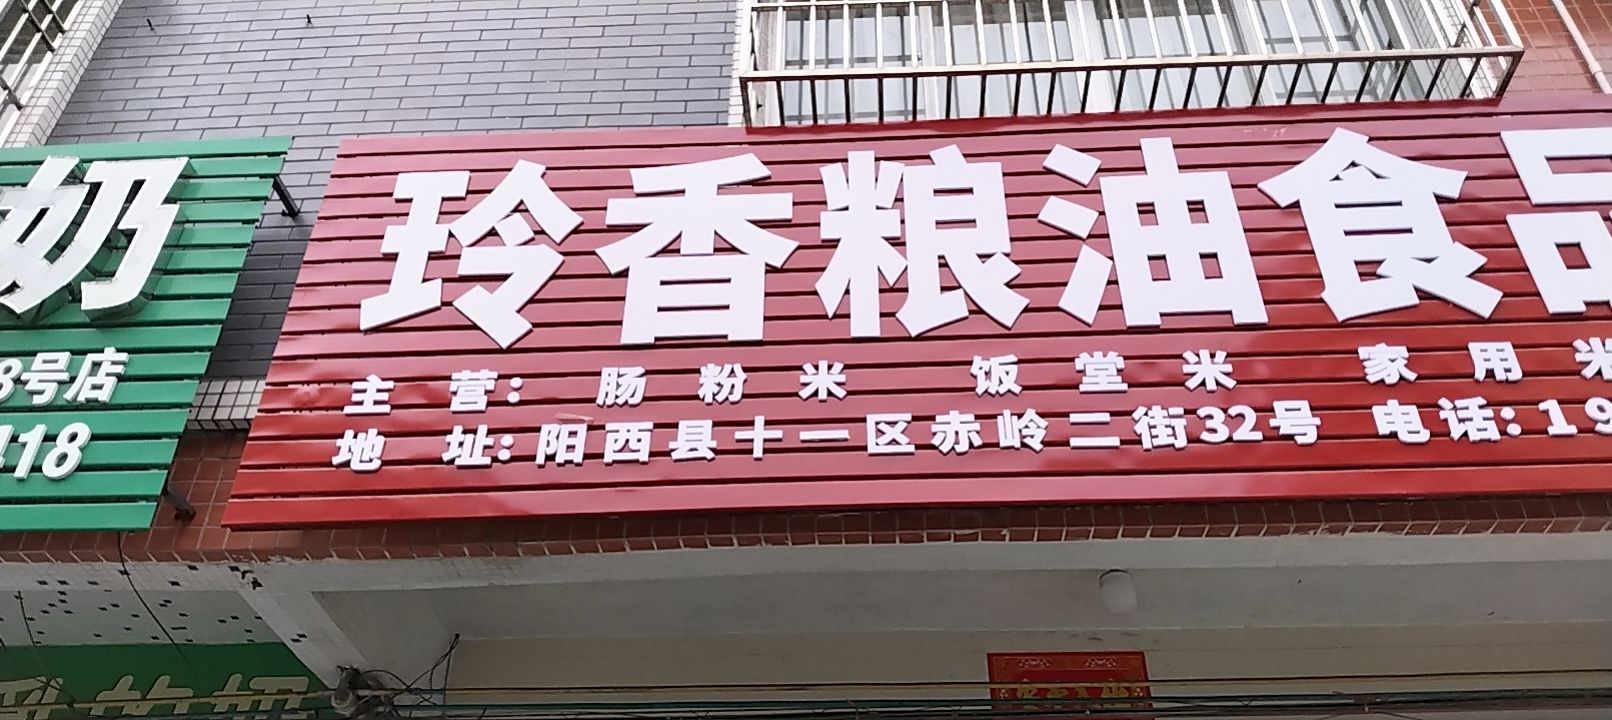 奶
8号店
418
玲香粮油食品
主营：肠粉米 饭堂米 家用米
地址：阳西县十一区赤岭二街32号 电话：19